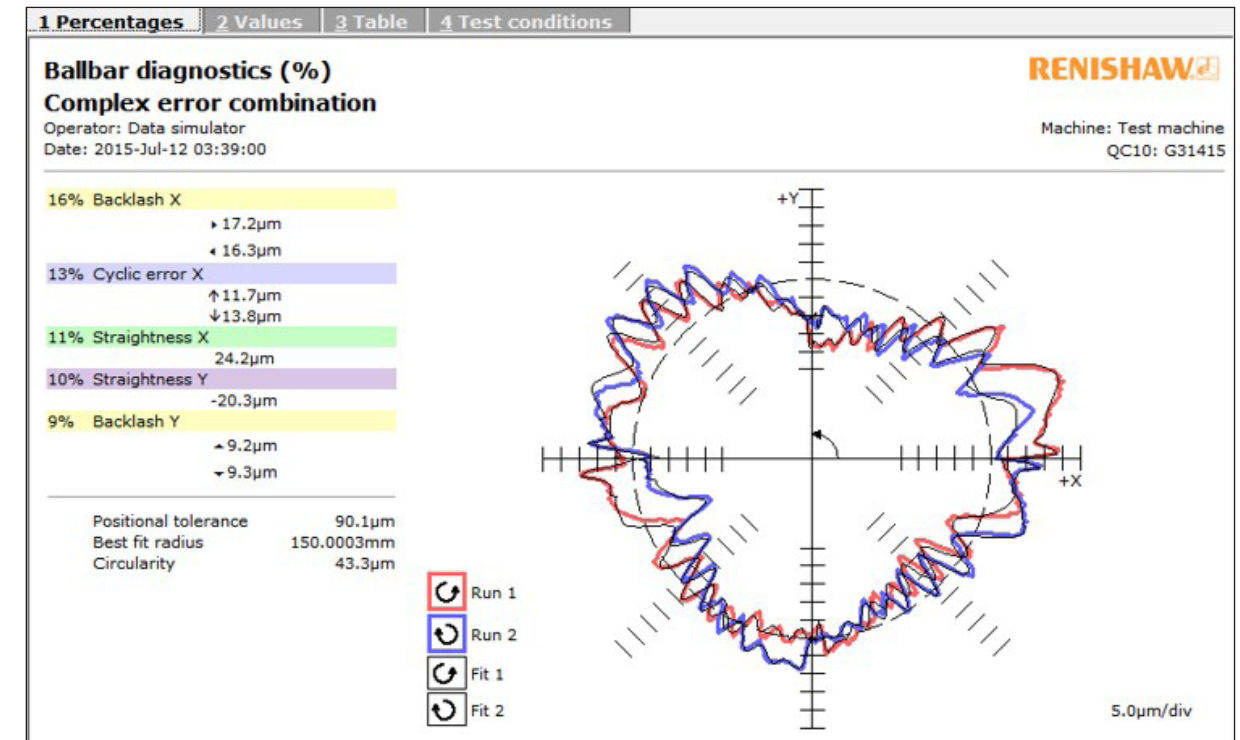 1 Percentages 2 Values 3 Table 4 Test conditions
Ballbar diagnostics (%)
Complex error combination
Operator: Data simulator
Date: 2015-Jul-12 03:39:00
RENISHAW
Machine: Test machine
QC10: G31415
16% Backlash X
▸ 17.2µm
◂ 16.3µm
13% Cyclic error X
↑11.7µm
↓13.8µm
11% Straightness X
24.2µm
10% Straightness Y
-20.3µm
9% Backlash Y
▴ 9.2µm
▾ 9.3µm
Positional tolerance 90.1µm
Best fit radius 150.0003mm
Circularity 43.3µm
+Y
+X
Run 1
Run 2
Fit 1
Fit 2
5.0µm/div